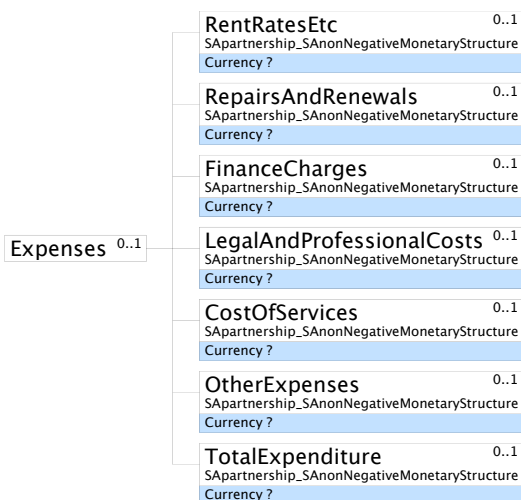 RentRatesEtc 0..1
SApartnership_SAnonNegativeMonetaryStructure
Currency ?
RepairsAndRenewals 0..1
SApartnership_SAnonNegativeMonetaryStructure
Currency ?
FinanceCharges 0..1
SApartnership_SAnonNegativeMonetaryStructure
Currency ?
Expenses 0..1
LegalAndProfessionalCosts 0..1
SApartnership_SAnonNegativeMonetaryStructure
Currency ?
CostOfServices 0..1
SApartnership_SAnonNegativeMonetaryStructure
Currency ?
OtherExpenses 0..1
SApartnership_SAnonNegativeMonetaryStructure
Currency ?
TotalExpenditure 0..1
SApartnership_SAnonNegativeMonetaryStructure
Currency ?